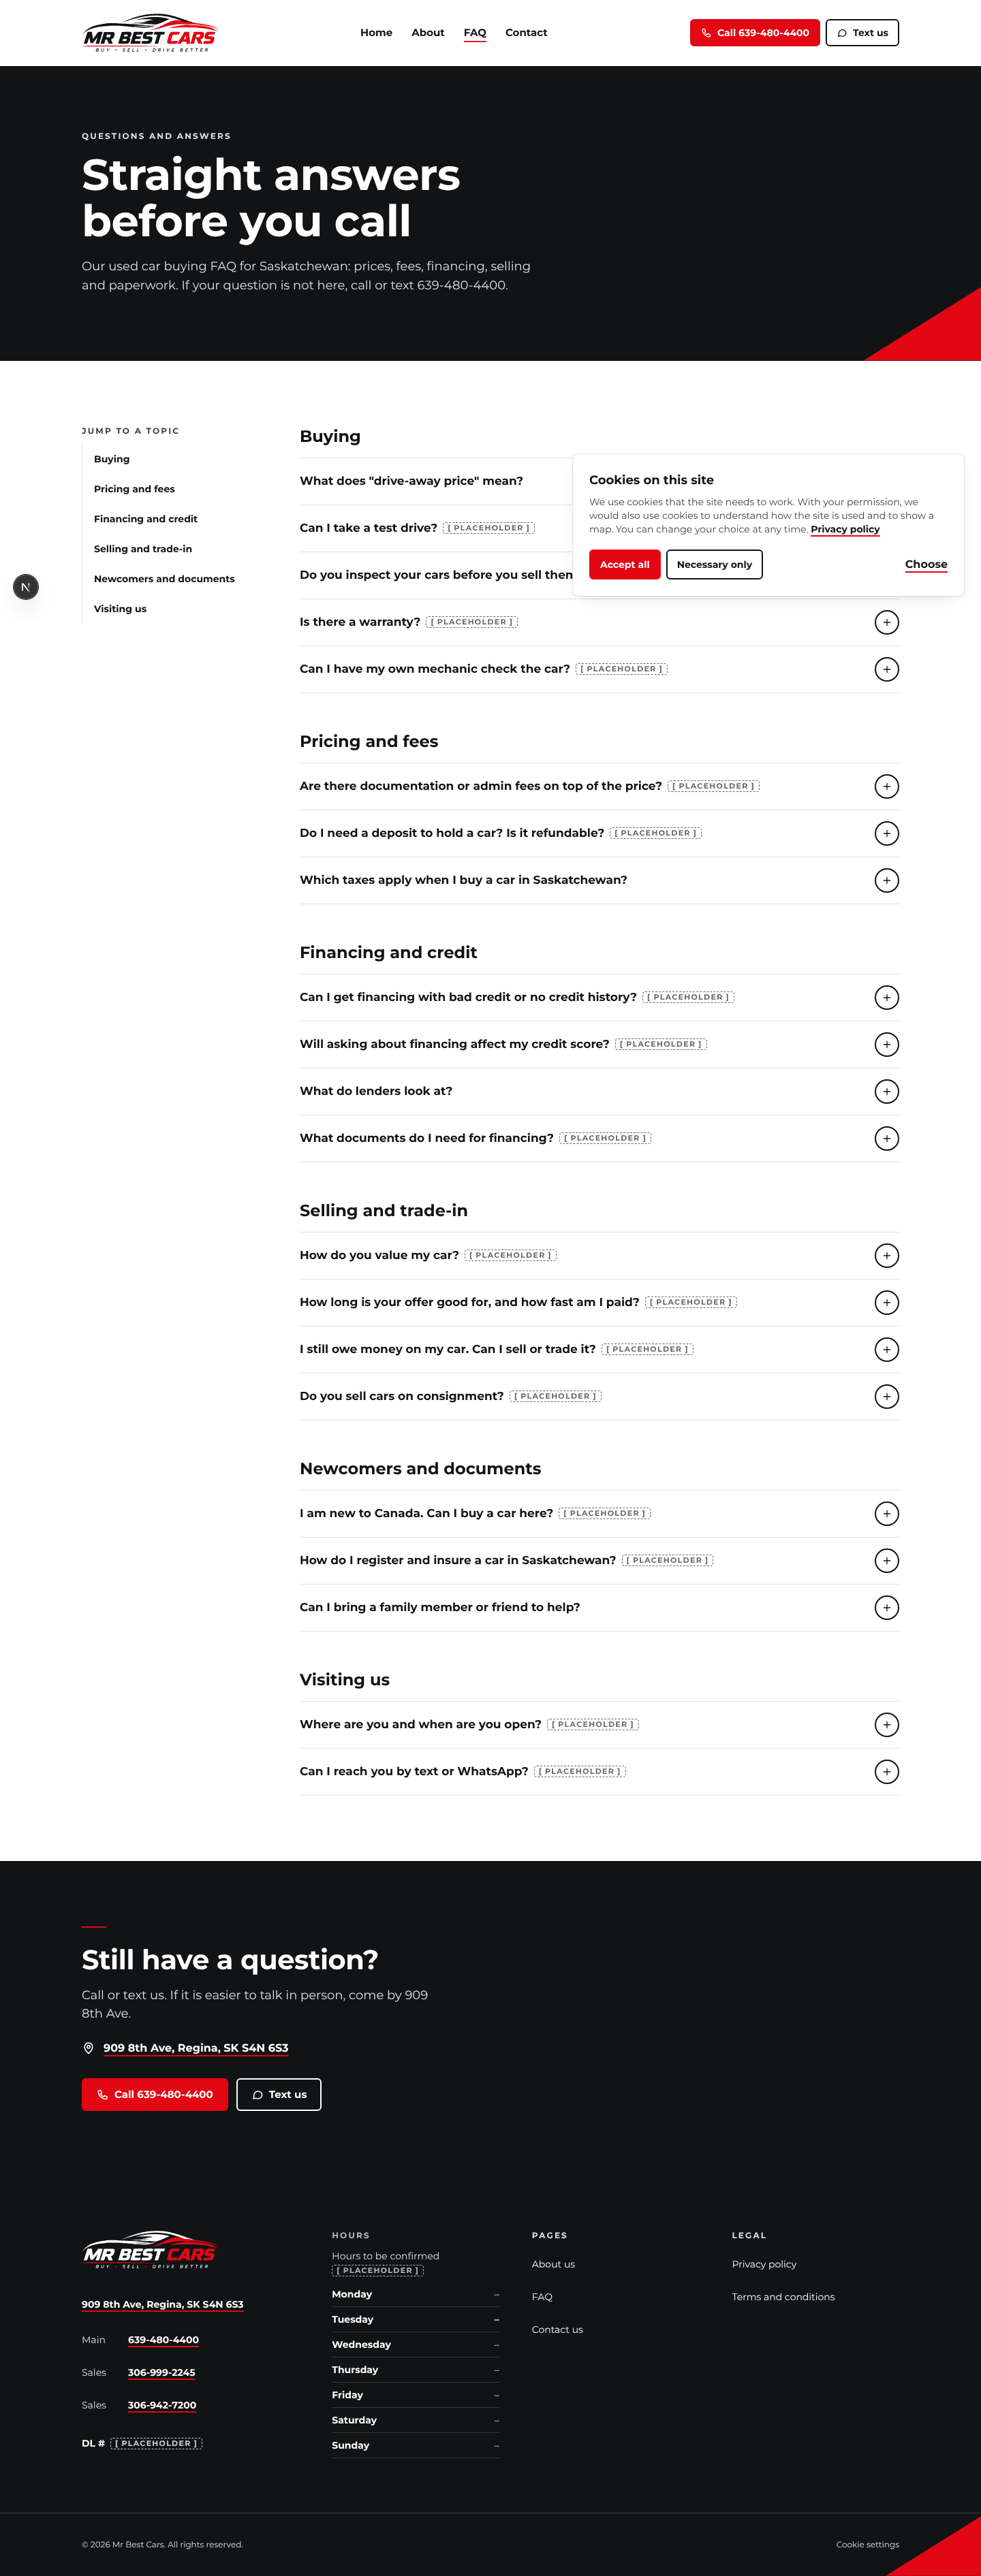 MR BEST CARS
BUY • SELL • DRIVE BETTER
Home
About
FAQ
Contact
Call 639-480-4400
Text us
QUESTIONS AND ANSWERS
Straight answers
before you call
Our used car buying FAQ for Saskatchewan: prices, fees, financing, selling
and paperwork. If your question is not here, call or text 639-480-4400.
JUMP TO A TOPIC
Buying
Pricing and fees
Financing and credit
Selling and trade-in
Newcomers and documents
Visiting us
N
Buying
What does "drive-away price" mean?
Can I take a test drive? [ PLACEHOLDER ]
Do you inspect your cars before you sell them
Is there a warranty? [ PLACEHOLDER ]
Can I have my own mechanic check the car? [ PLACEHOLDER ]
Cookies on this site
We use cookies that the site needs to work. With your permission, we
would also use cookies to understand how the site is used and to show a
map. You can change your choice at any time. Privacy policy
Accept all
Necessary only
Choose
Pricing and fees
Are there documentation or admin fees on top of the price? [ PLACEHOLDER ]
Do I need a deposit to hold a car? Is it refundable? [ PLACEHOLDER ]
Which taxes apply when I buy a car in Saskatchewan?
Financing and credit
Can I get financing with bad credit or no credit history? [ PLACEHOLDER ]
Will asking about financing affect my credit score? [ PLACEHOLDER ]
What do lenders look at?
What documents do I need for financing? [ PLACEHOLDER ]
Selling and trade-in
How do you value my car? [ PLACEHOLDER ]
How long is your offer good for, and how fast am I paid? [ PLACEHOLDER ]
I still owe money on my car. Can I sell or trade it? [ PLACEHOLDER ]
Do you sell cars on consignment? [ PLACEHOLDER ]
Newcomers and documents
I am new to Canada. Can I buy a car here? [ PLACEHOLDER ]
How do I register and insure a car in Saskatchewan? [ PLACEHOLDER ]
Can I bring a family member or friend to help?
Visiting us
Where are you and when are you open? [ PLACEHOLDER ]
Can I reach you by text or WhatsApp? [ PLACEHOLDER ]
Still have a question?
Call or text us. If it is easier to talk in person, come by 909
8th Ave.
909 8th Ave, Regina, SK S4N 6S3
Call 639-480-4400
Text us
MR BEST CARS
BUY • SELL • DRIVE BETTER
909 8th Ave, Regina, SK S4N 6S3
Main 639-480-4400
Sales 306-999-2245
Sales 306-942-7200
DL # [ PLACEHOLDER ]
HOURS
Hours to be confirmed
[ PLACEHOLDER ]
Monday –
Tuesday –
Wednesday –
Thursday –
Friday –
Saturday –
Sunday –
PAGES
About us
FAQ
Contact us
LEGAL
Privacy policy
Terms and conditions
© 2026 Mr Best Cars. All rights reserved.
Cookie settings